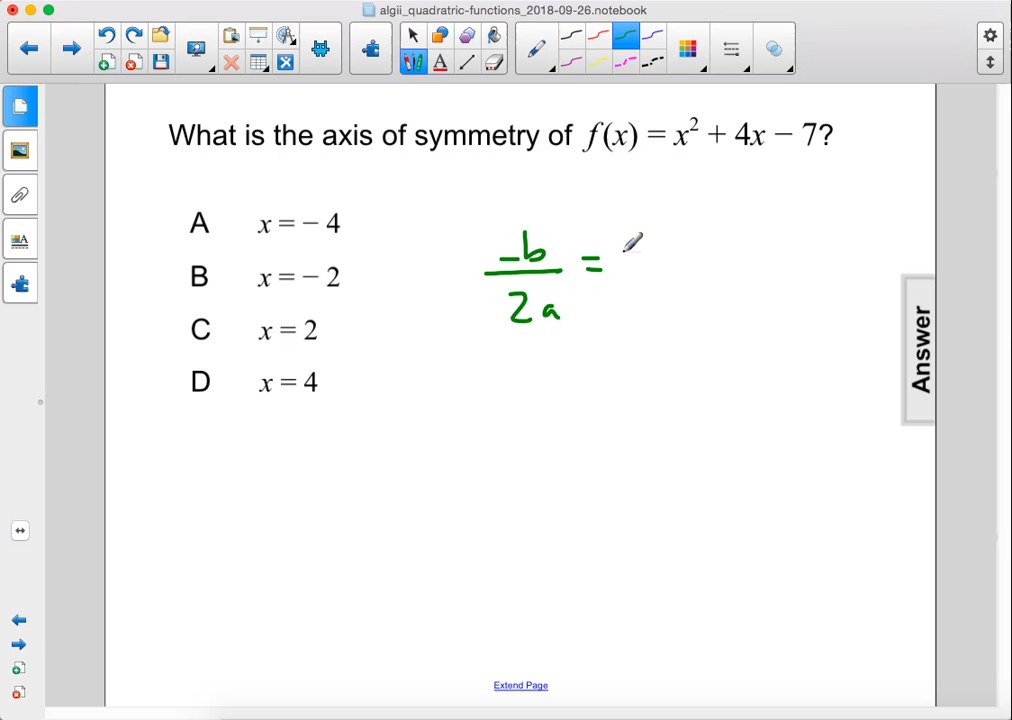 algii_quadratric-functions_2018-09-26.notebook
What is the axis of symmetry of f(x) = x² + 4x − 7?
A x = − 4
B x = − 2
C x = 2
D x = 4
−b
2a
=
Answer
Extend Page